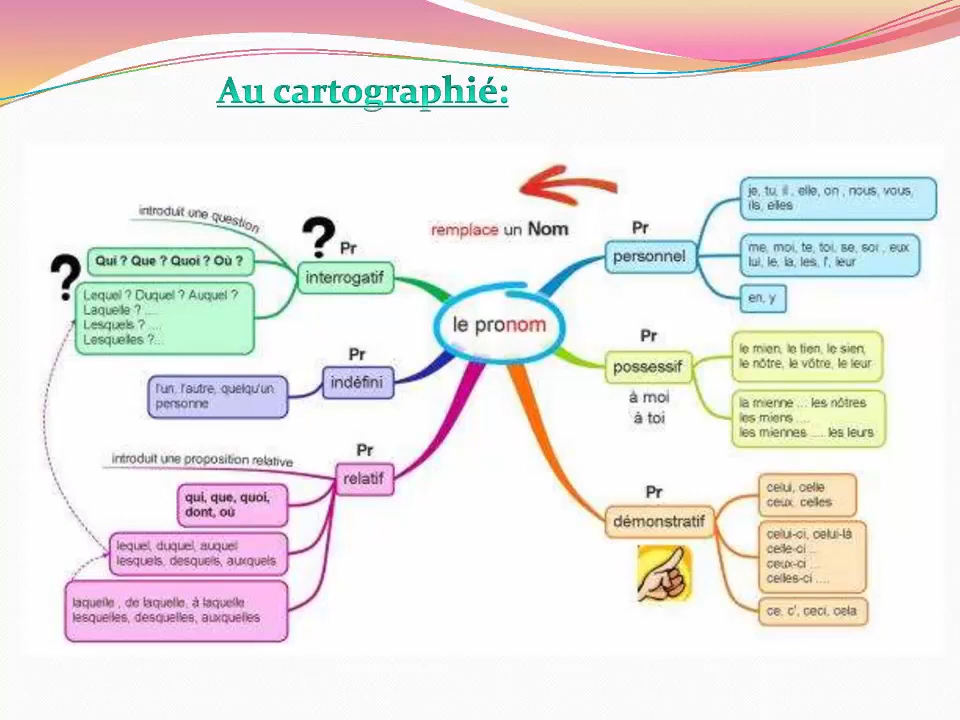 Au cartographié:
remplace un Nom
le pronom
Pr
personnel
je, tu, il , elle, on , nous, vous,
ils, elles
me, moi, te, toi, se, soi , eux
lui, le, la, les, l', leur
en, y
Pr
possessif
à moi
à toi
le mien, le tien, le sien,
le nôtre, le vôtre, le leur
la mienne ... les nôtres
les miens ....
les miennes .... les leurs
Pr
démonstratif
celui, celle
ceux, celles
celui-ci, celui-là
celle-ci ...
ceux-ci ...
celles-ci ....
ce, c', ceci, cela
? Pr
interrogatif
introduit une question
Qui ? Que ? Quoi ? Où ?
?
Lequel ? Duquel ? Auquel ?
Laquelle ? ....
Lesquels ? ....
Lesquelles ?...
Pr
indéfini
l'un, l'autre, quelqu'un
personne
Pr
relatif
introduit une proposition relative
qui, que, quoi,
dont, où
lequel, duquel, auquel
lesquels, desquels, auxquels
laquelle , de laquelle, à laquelle
lesquelles, desquelles, auxquelles